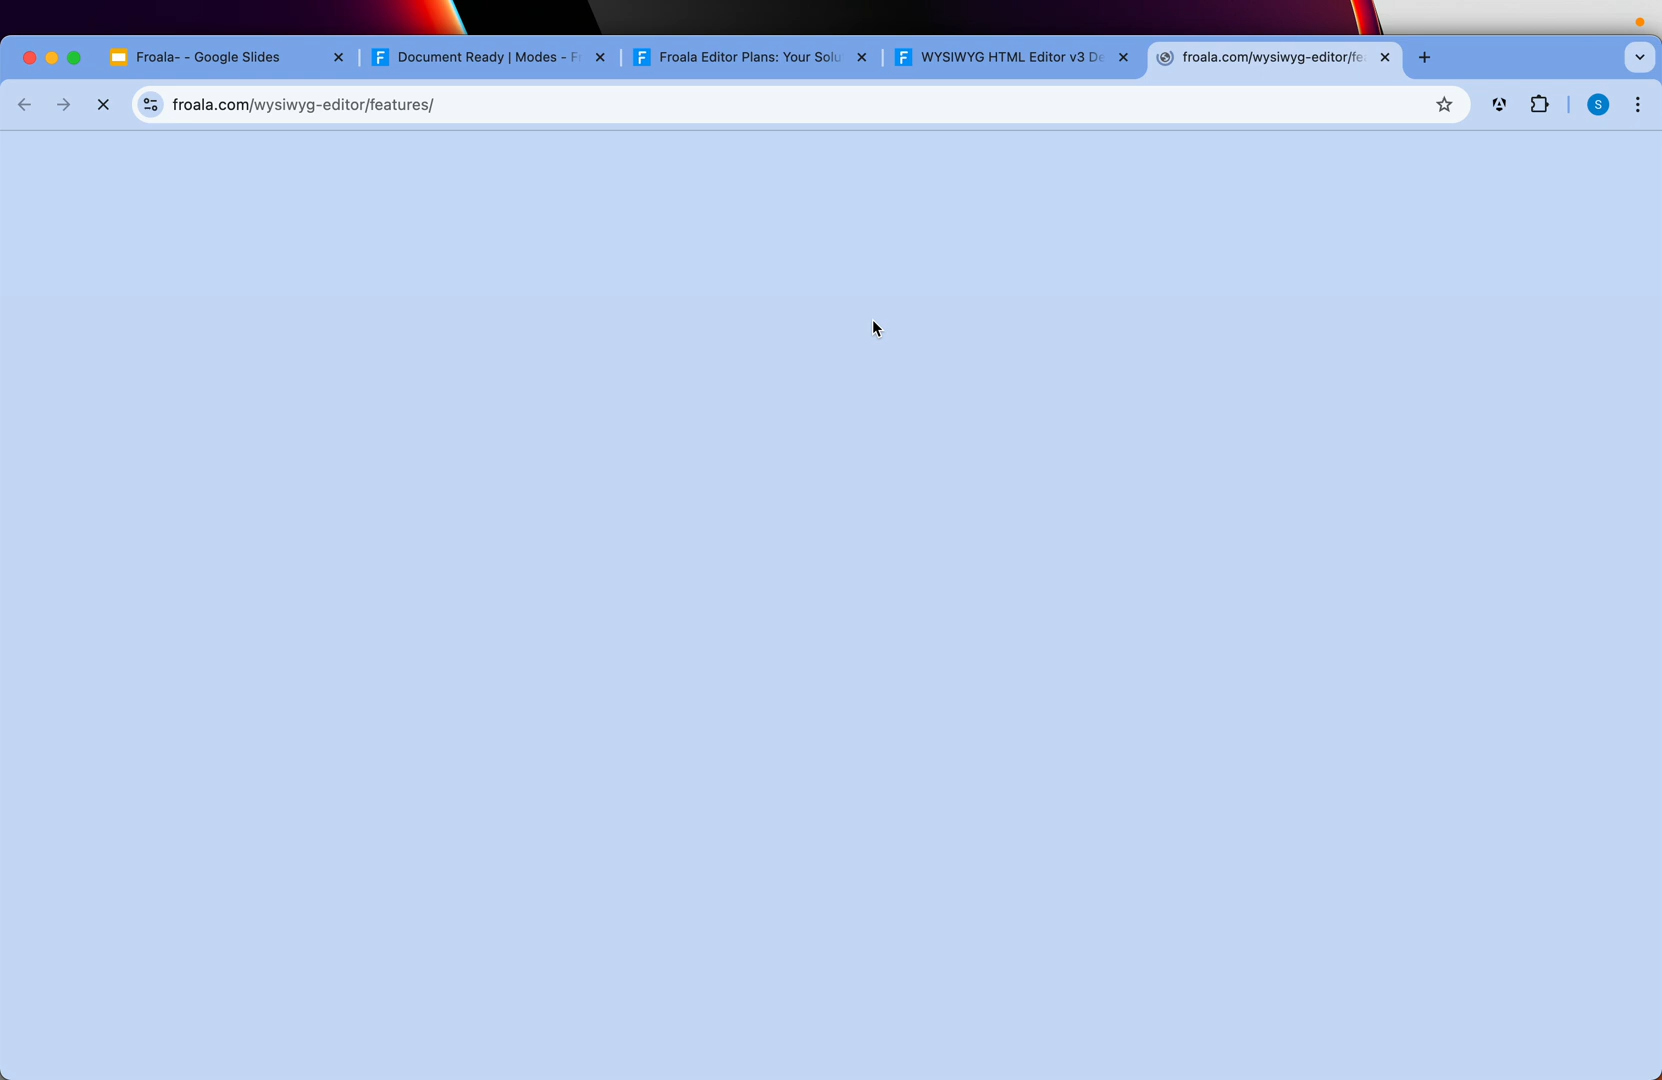 Froala- - Google Slides
Document Ready | Modes - Fr
Froala Editor Plans: Your Solu
WYSIWYG HTML Editor v3 De
froala.com/wysiwyg-editor/fea
froala.com/wysiwyg-editor/features/
S